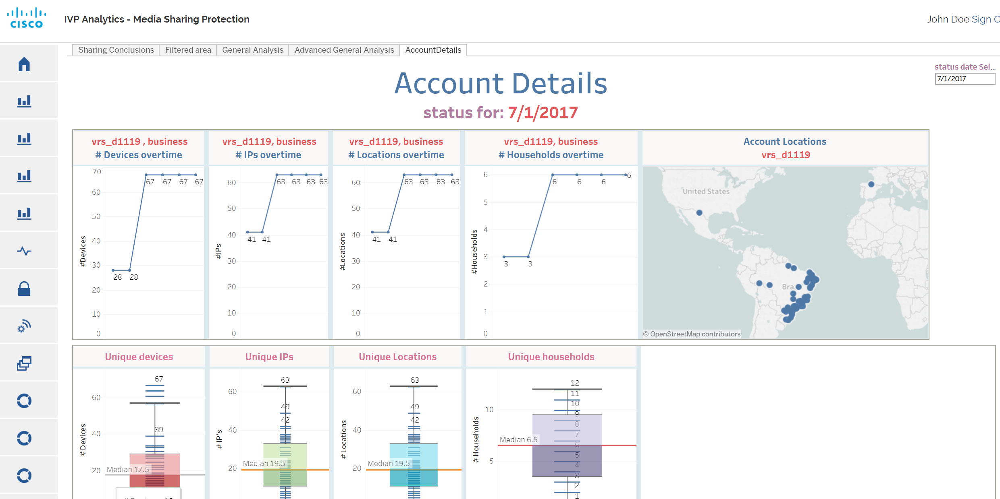 CISCO
IVP Analytics - Media Sharing Protection
John Doe Sign O
Sharing Conclusions
Filtered area
General Analysis
Advanced General Analysis
AccountDetails
status date Sel...
7/1/2017
Account Details
status for: 7/1/2017
vrs_d1119 , business
# Devices overtime
#Devices
70
60
50
40
30
20
10
0
28 28
67 67 67 67
vrs_d1119, business
# IPs overtime
#IPs
60
50
40
30
20
10
0
41 41
63 63 63 63
vrs_d1119, business
# Locations overtime
#Locations
60
50
40
30
20
10
0
41 41
63 63 63 63
vrs_d1119, business
# Households overtime
#Households
6
5
4
3
2
1
0
3 3
6 6 6 6
Account Locations
vrs_d1119
United States
Bra
© OpenStreetMap contributors
Unique devices
# Devices
60
40
20
67
39
Median 17.5
Unique IPs
# IP's
60
40
20
63
49
42
Median 19.5
Unique Locations
# Locations
60
40
20
63
49
42
Median 19.5
Unique households
# Households
10
5
12
11
10
9
8
7
6
5
4
3
2
1
Median 6.5